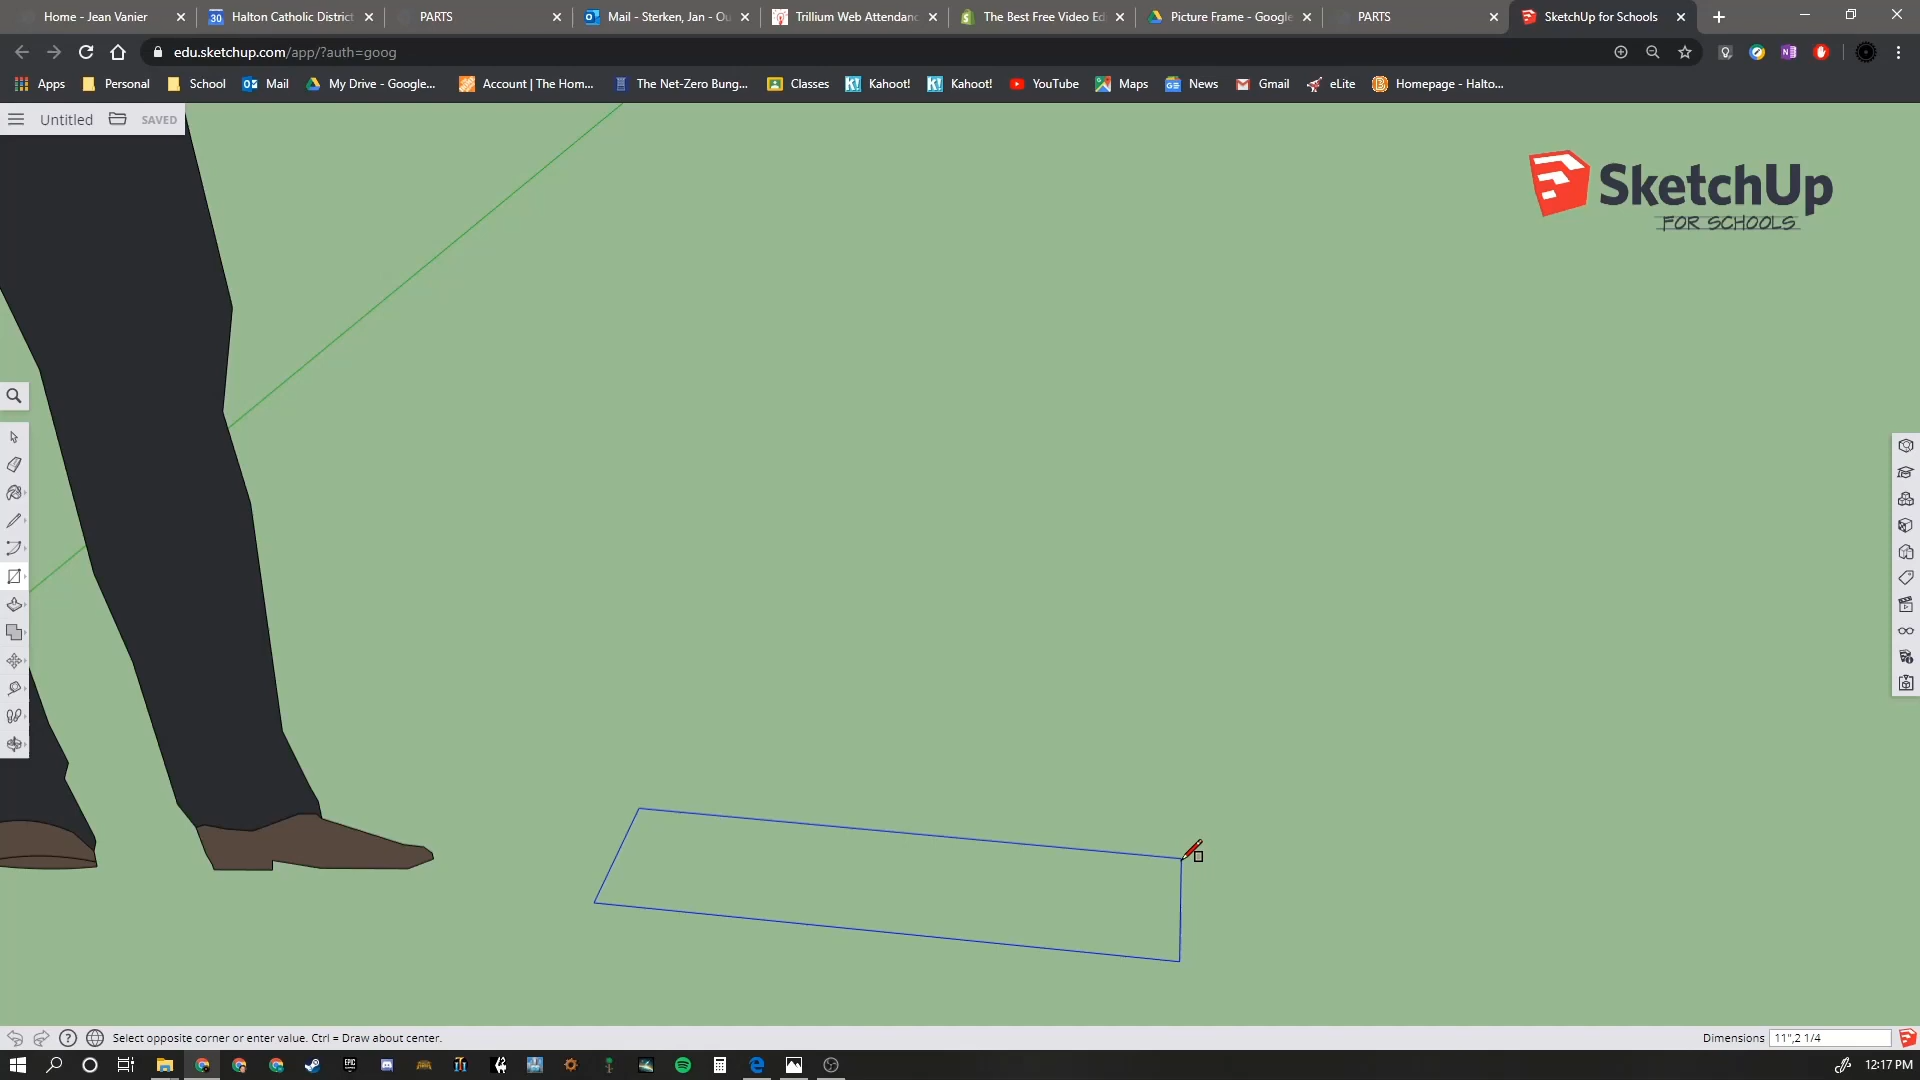 Home - Jean Vanier
Halton Catholic District
PARTS
Mail - Sterken, Jan - Ou
Trillium Web Attendanc
The Best Free Video Ed
Picture Frame - Google
PARTS
SketchUp for Schools
edu.sketchup.com/app/?auth=goog
Apps
Personal
School
Mail
My Drive - Google...
Account | The Hom...
The Net-Zero Bung...
Classes
Kahoot!
Kahoot!
YouTube
Maps
News
Gmail
eLite
Homepage - Halto...
Untitled
SAVED
SketchUp
FOR SCHOOLS
Select opposite corner or enter value. Ctrl = Draw about center.
Dimensions
11",2 1/4
12:17 PM